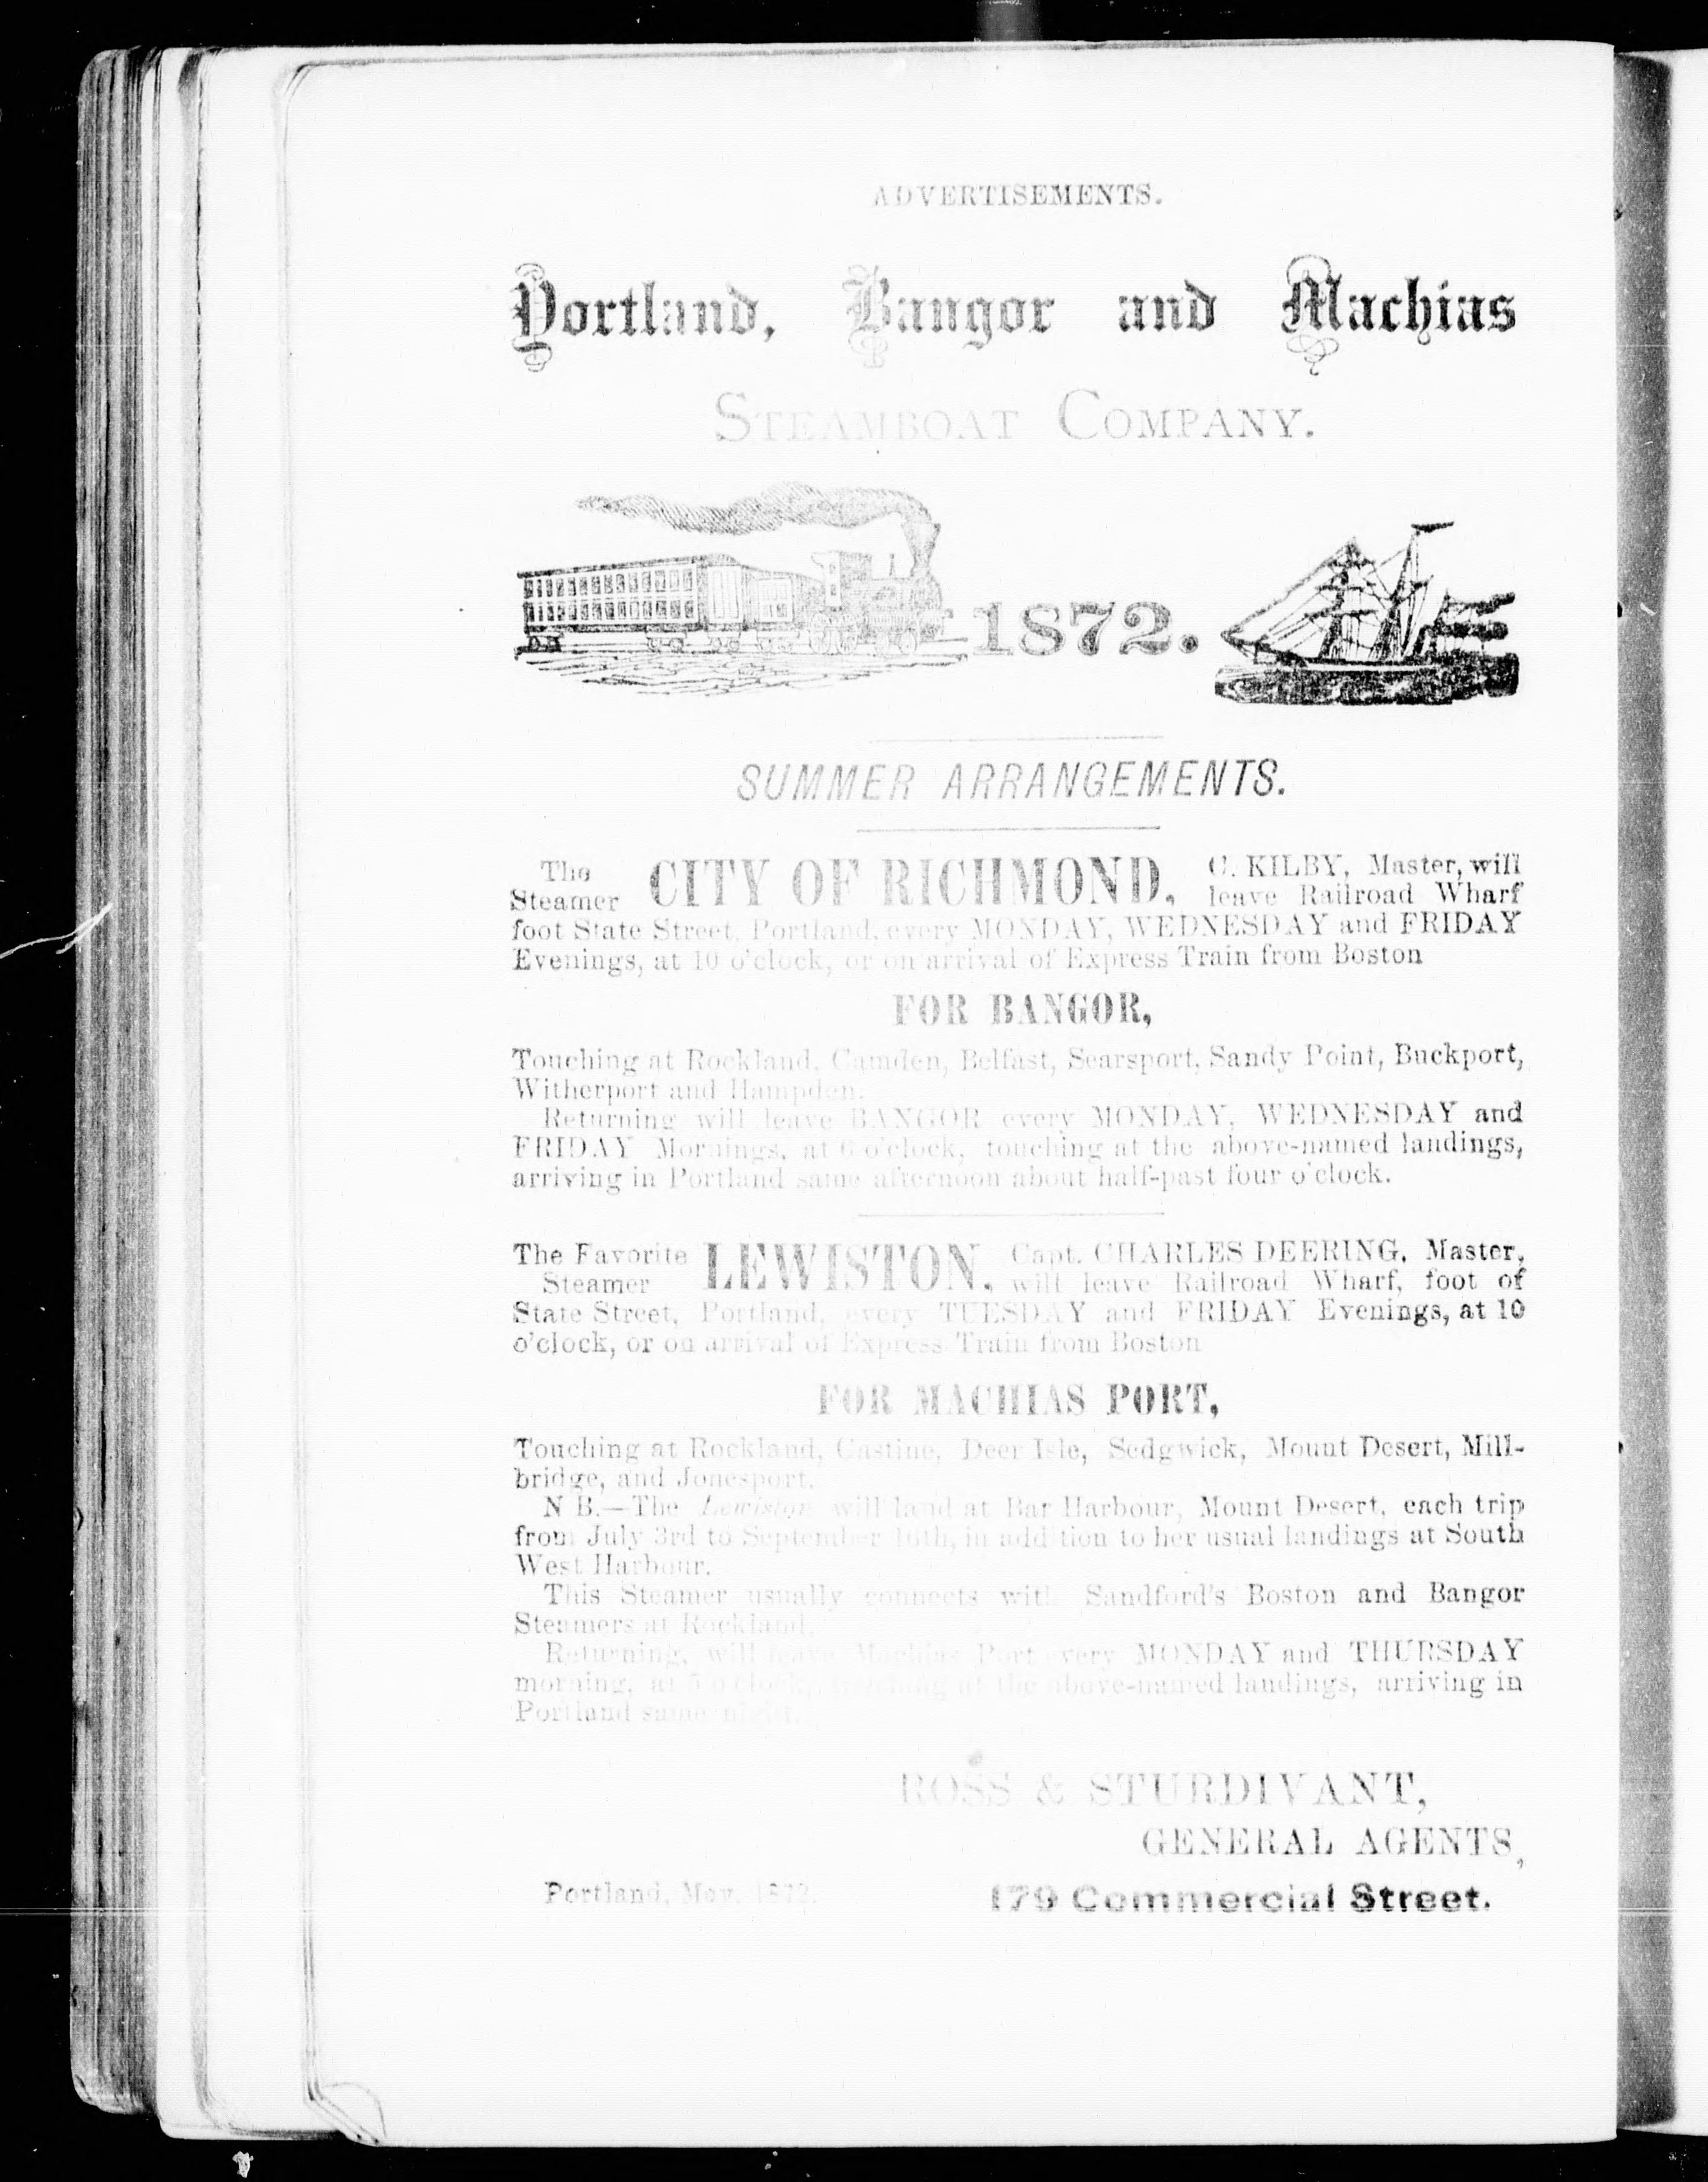 ADVERTISEMENTS.
Portland, Bangor and Machias
STEAMBOAT COMPANY.
1872.
SUMMER ARRANGEMENTS.
The Steamer CITY OF RICHMOND, C. KILBY, Master, will leave Railroad Wharf
foot State Street, Portland, every MONDAY, WEDNESDAY and FRIDAY
Evenings, at 10 o'clock, or on arrival of Express Train from Boston
FOR BANGOR,
Touching at Rockland, Camden, Belfast, Searsport, Sandy Point, Buckport,
Witherport and Hampden.
Returning will leave BANGOR every MONDAY, WEDNESDAY and
FRIDAY Mornings, at 6 o'clock, touching at the above-named landings,
arriving in Portland same afternoon about half-past four o'clock.
The Favorite Steamer LEWISTON, Capt. CHARLES DEERING, Master, will leave Railroad Wharf, foot of
State Street, Portland, every TUESDAY and FRIDAY Evenings, at 10
o'clock, or on arrival of Express Train from Boston
FOR MACHIAS PORT,
Touching at Rockland, Castine, Deer Isle, Sedgwick, Mount Desert, Mill-
bridge, and Jonesport.
N B.—The Lewiston will land at Bar Harbour, Mount Desert, each trip
from July 3rd to September 16th, in addition to her usual landings at South
West Harbour.
This Steamer usually connects with Sandford's Boston and Bangor
Steamers at Rockland.
Returning, will leave Machias Port every MONDAY and THURSDAY
morning, at 5 o'clock, touching at the above-named landings, arriving in
Portland same night.
ROSS & STURDIVANT,
GENERAL AGENTS,
Portland, May, 1872.
179 Commercial Street.